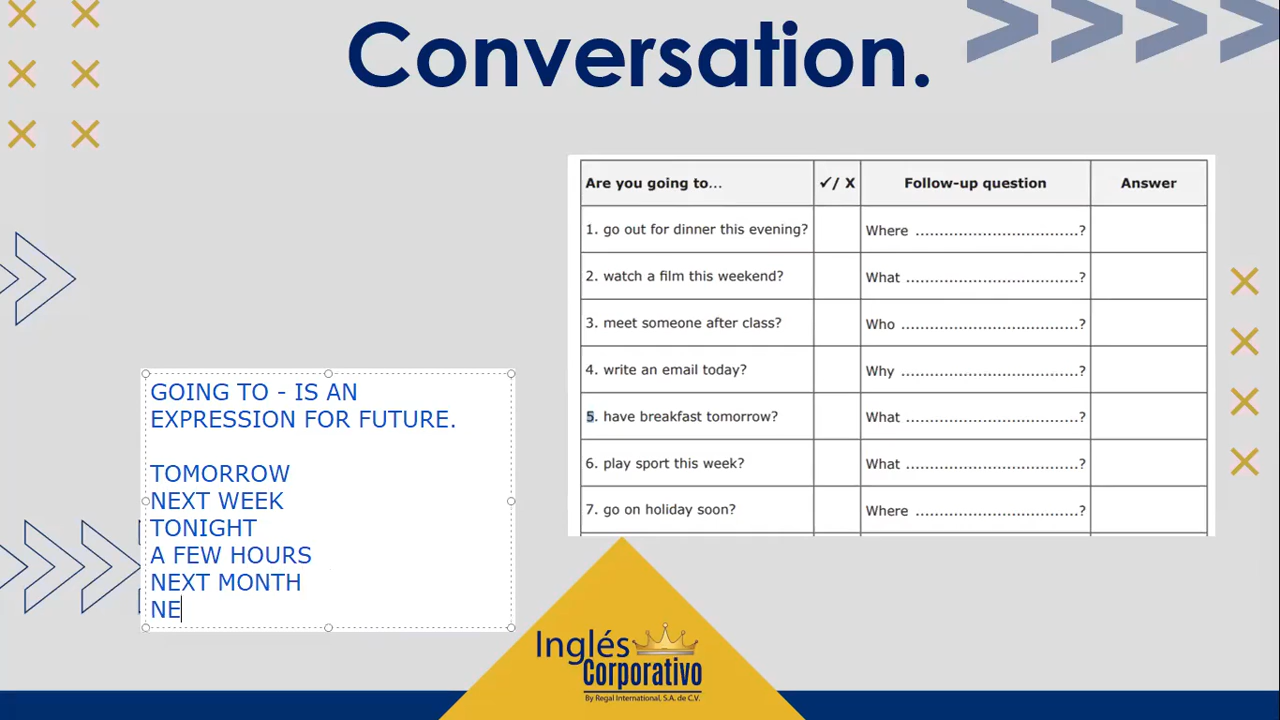 Conversation.
Are you going to...
✓/ X
Follow-up question
Answer
1. go out for dinner this evening?
Where ..................................?
2. watch a film this weekend?
What ....................................?
3. meet someone after class?
Who .....................................?
4. write an email today?
Why ......................................?
5. have breakfast tomorrow?
What ....................................?
6. play sport this week?
What ....................................?
7. go on holiday soon?
Where ..................................?
GOING TO - IS AN
EXPRESSION FOR FUTURE.
TOMORROW
NEXT WEEK
TONIGHT
A FEW HOURS
NEXT MONTH
NE
Inglés
Corporativo
By Regal International, S.A. de C.V.